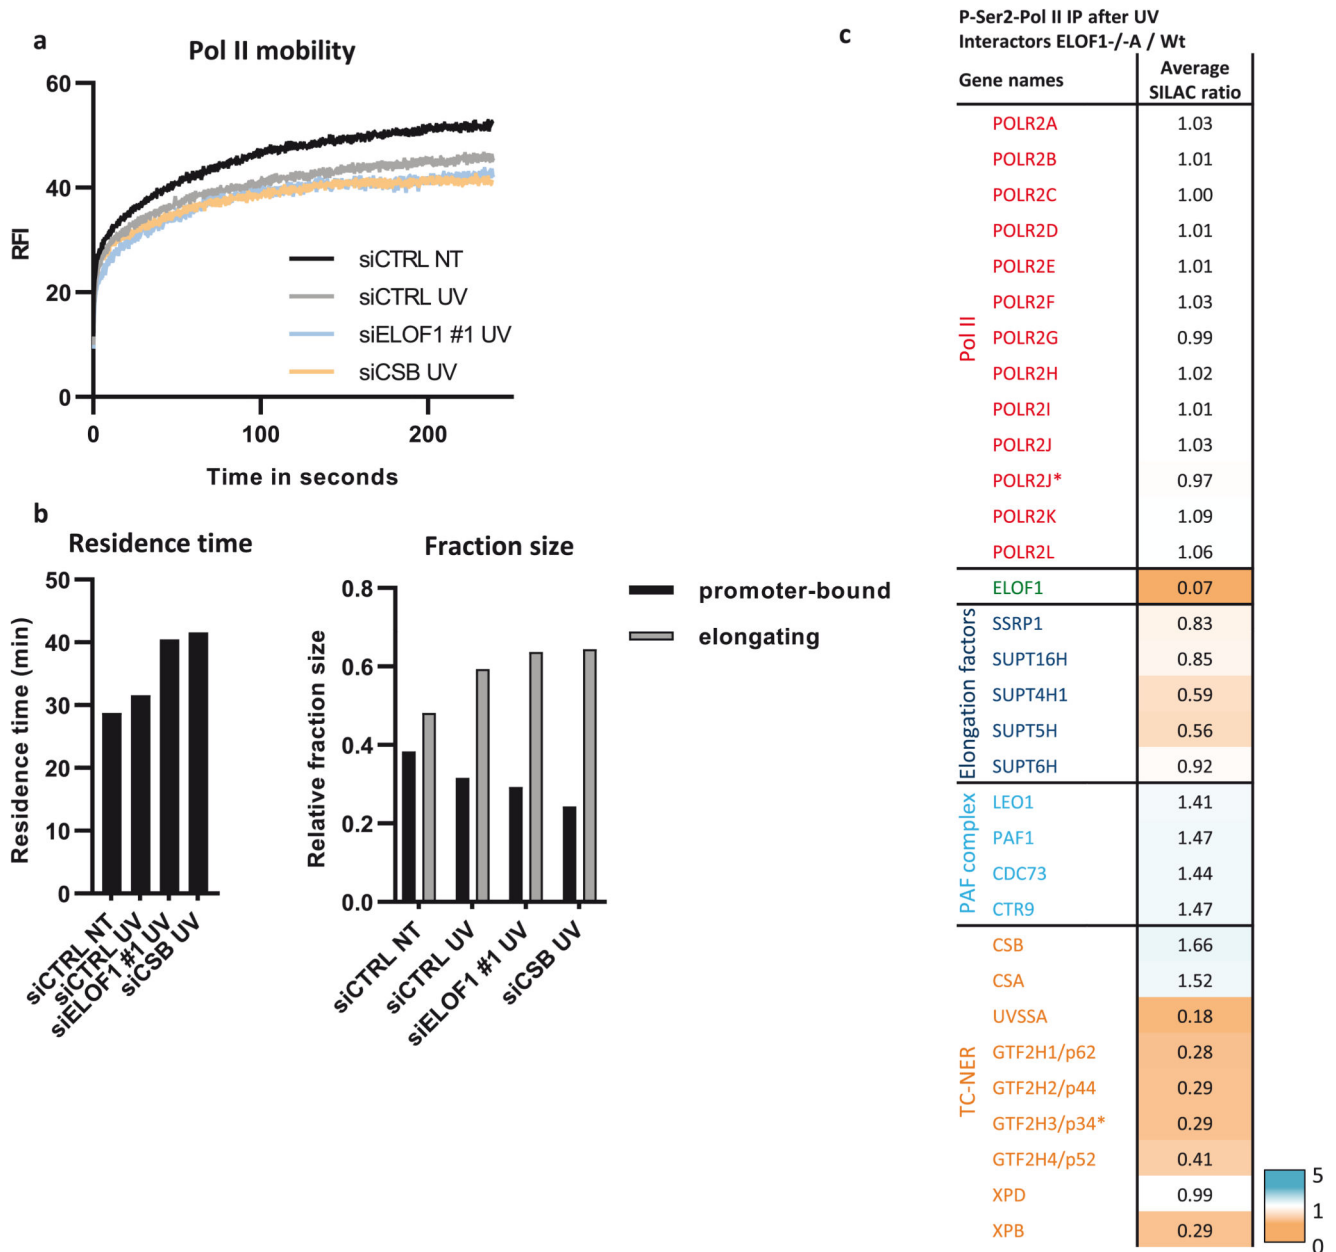 a
Pol II mobility
60
40
20
0
RFI
0
100
200
Time in seconds
siCTRL NT
siCTRL UV
siELOF1 #1 UV
siCSB UV
b
Residence time
50
40
30
20
10
0
Residence time (min)
siCTRL NT
siCTRL UV
siELOF1 #1 UV
siCSB UV
Fraction size
0.8
0.6
0.4
0.2
0.0
Relative fraction size
siCTRL NT
siCTRL UV
siELOF1 #1 UV
siCSB UV
promoter-bound
elongating
c
P-Ser2-Pol II IP after UV
Interactors ELOF1-/-A / Wt
Gene names
Average
SILAC ratio
Pol II
POLR2A 1.03
POLR2B 1.01
POLR2C 1.00
POLR2D 1.01
POLR2E 1.01
POLR2F 1.03
POLR2G 0.99
POLR2H 1.02
POLR2I 1.01
POLR2J 1.03
POLR2J* 0.97
POLR2K 1.09
POLR2L 1.06
ELOF1 0.07
Elongation factors
SSRP1 0.83
SUPT16H 0.85
SUPT4H1 0.59
SUPT5H 0.56
SUPT6H 0.92
PAF complex
LEO1 1.41
PAF1 1.47
CDC73 1.44
CTR9 1.47
TC-NER
CSB 1.66
CSA 1.52
UVSSA 0.18
GTF2H1/p62 0.28
GTF2H2/p44 0.29
GTF2H3/p34* 0.29
GTF2H4/p52 0.41
XPD 0.99
XPB 0.29
5
1
0